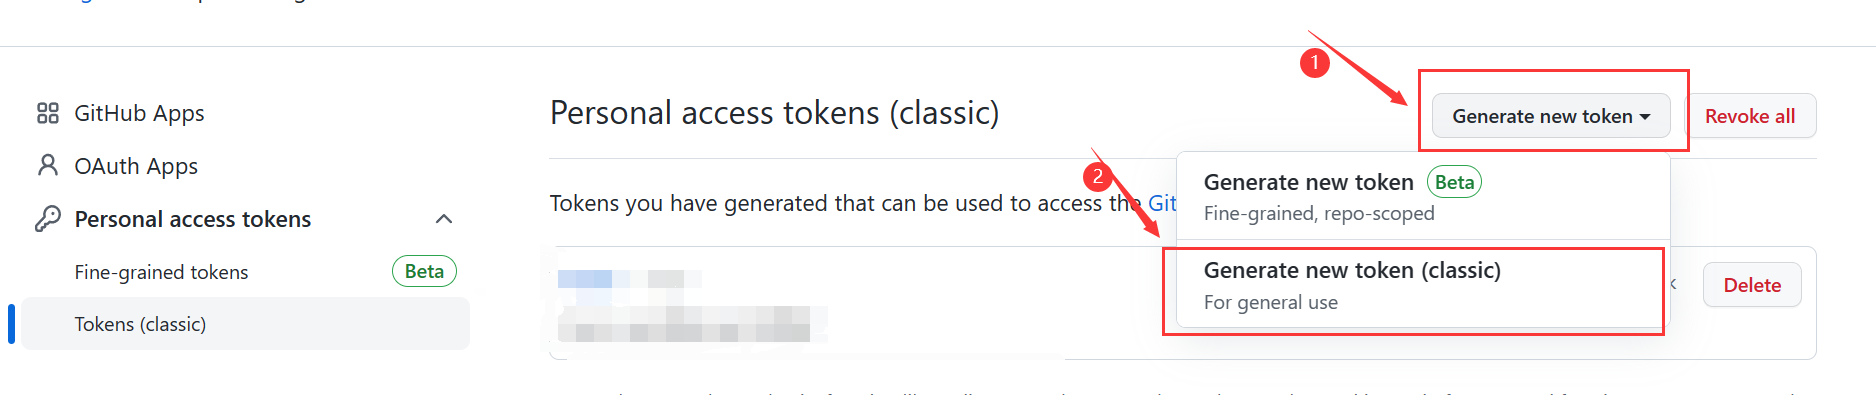 GitHub Apps
OAuth Apps
Personal access tokens
Fine-grained tokens Beta
Tokens (classic)
Personal access tokens (classic)
1
Generate new token
Revoke all
2
Tokens you have generated that can be used to access the Git
Generate new token Beta
Fine-grained, repo-scoped
Generate new token (classic)
For general use
Delete